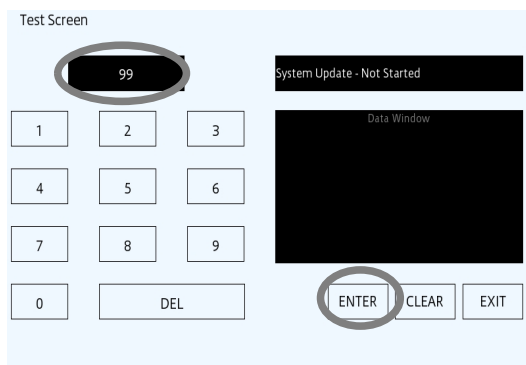 Test Screen
99
System Update - Not Started
Data Window
1 2 3
4 5 6
7 8 9
0 DEL
ENTER CLEAR EXIT